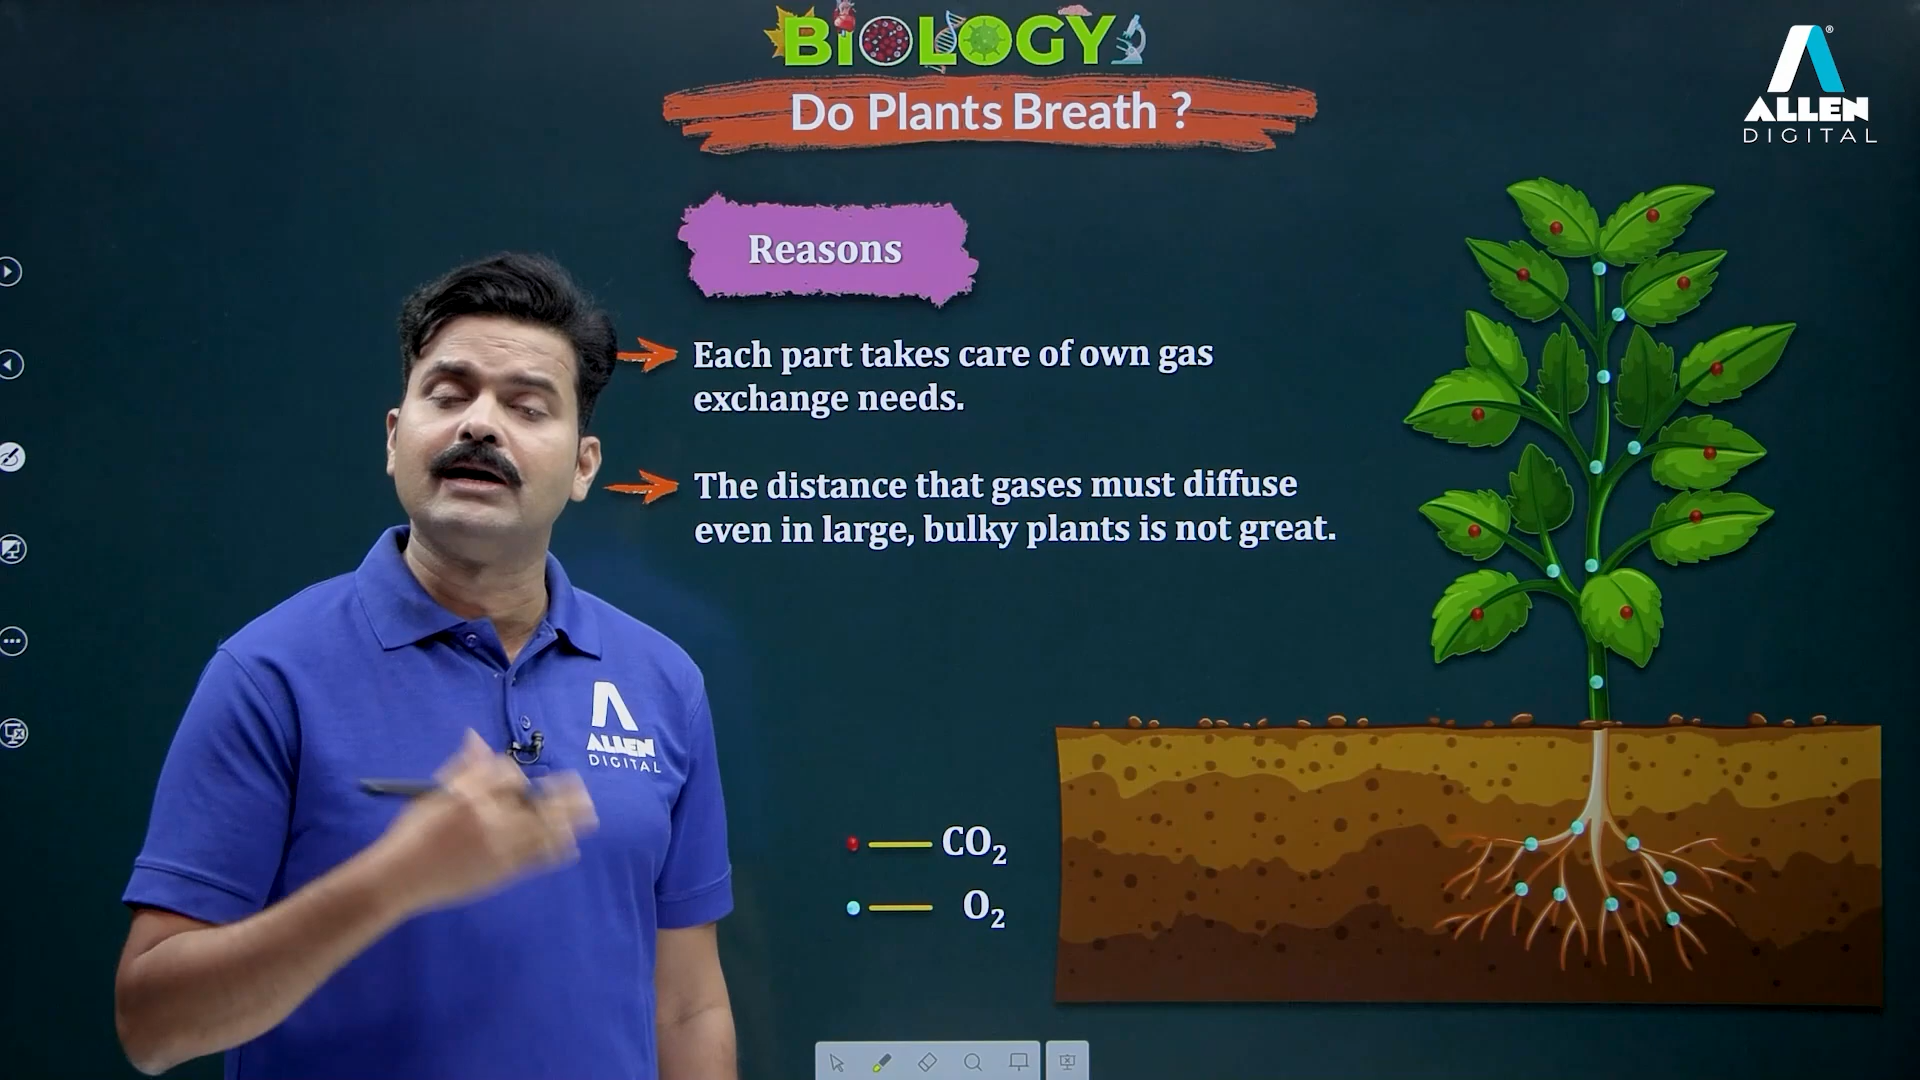 BIOLOGY
Do Plants Breath ?
ALLEN
DIGITAL
Reasons
Each part takes care of own gas
exchange needs.
The distance that gases must diffuse
even in large, bulky plants is not great.
ALLEN
DIGITAL
CO₂
O₂